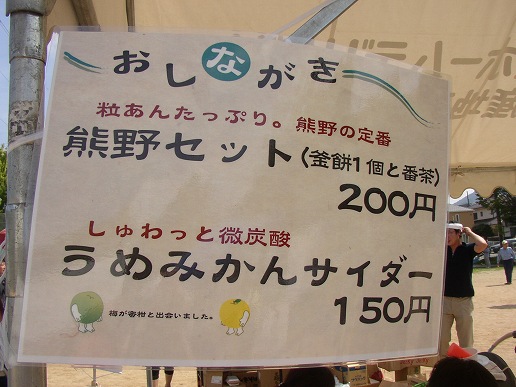 おしながき
粒あんたっぷり。熊野の定番
熊野セット(釜餅1個と番茶)
200円
しゅわっと微炭酸
うめみかんサイダー
150円
梅が蜜柑と出会いました。